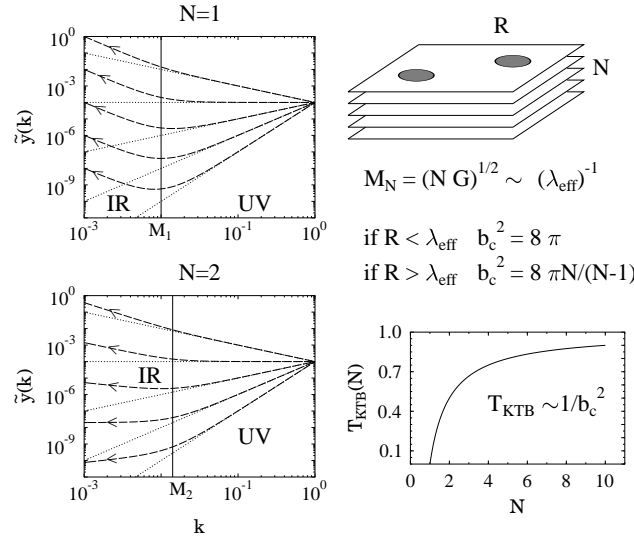 N=1
10^0
10^-3
10^-6
10^-9
ỹ(k)
IR
UV
10^-3
M_1
10^-1
10^0
N=2
10^0
10^-3
10^-6
10^-9
ỹ(k)
IR
UV
10^-3
M_2
10^-1
10^0
k
R
N
M_N = (N G)^1/2 ~ (λ_eff)^-1
if R < λ_eff b_c^2 = 8 π
if R > λ_eff b_c^2 = 8 πN/(N-1)
1.0
0.7
0.4
0.1
T_KTB(N)
T_KTB ~1/b_c^2
0 2 4 6 8 10
N